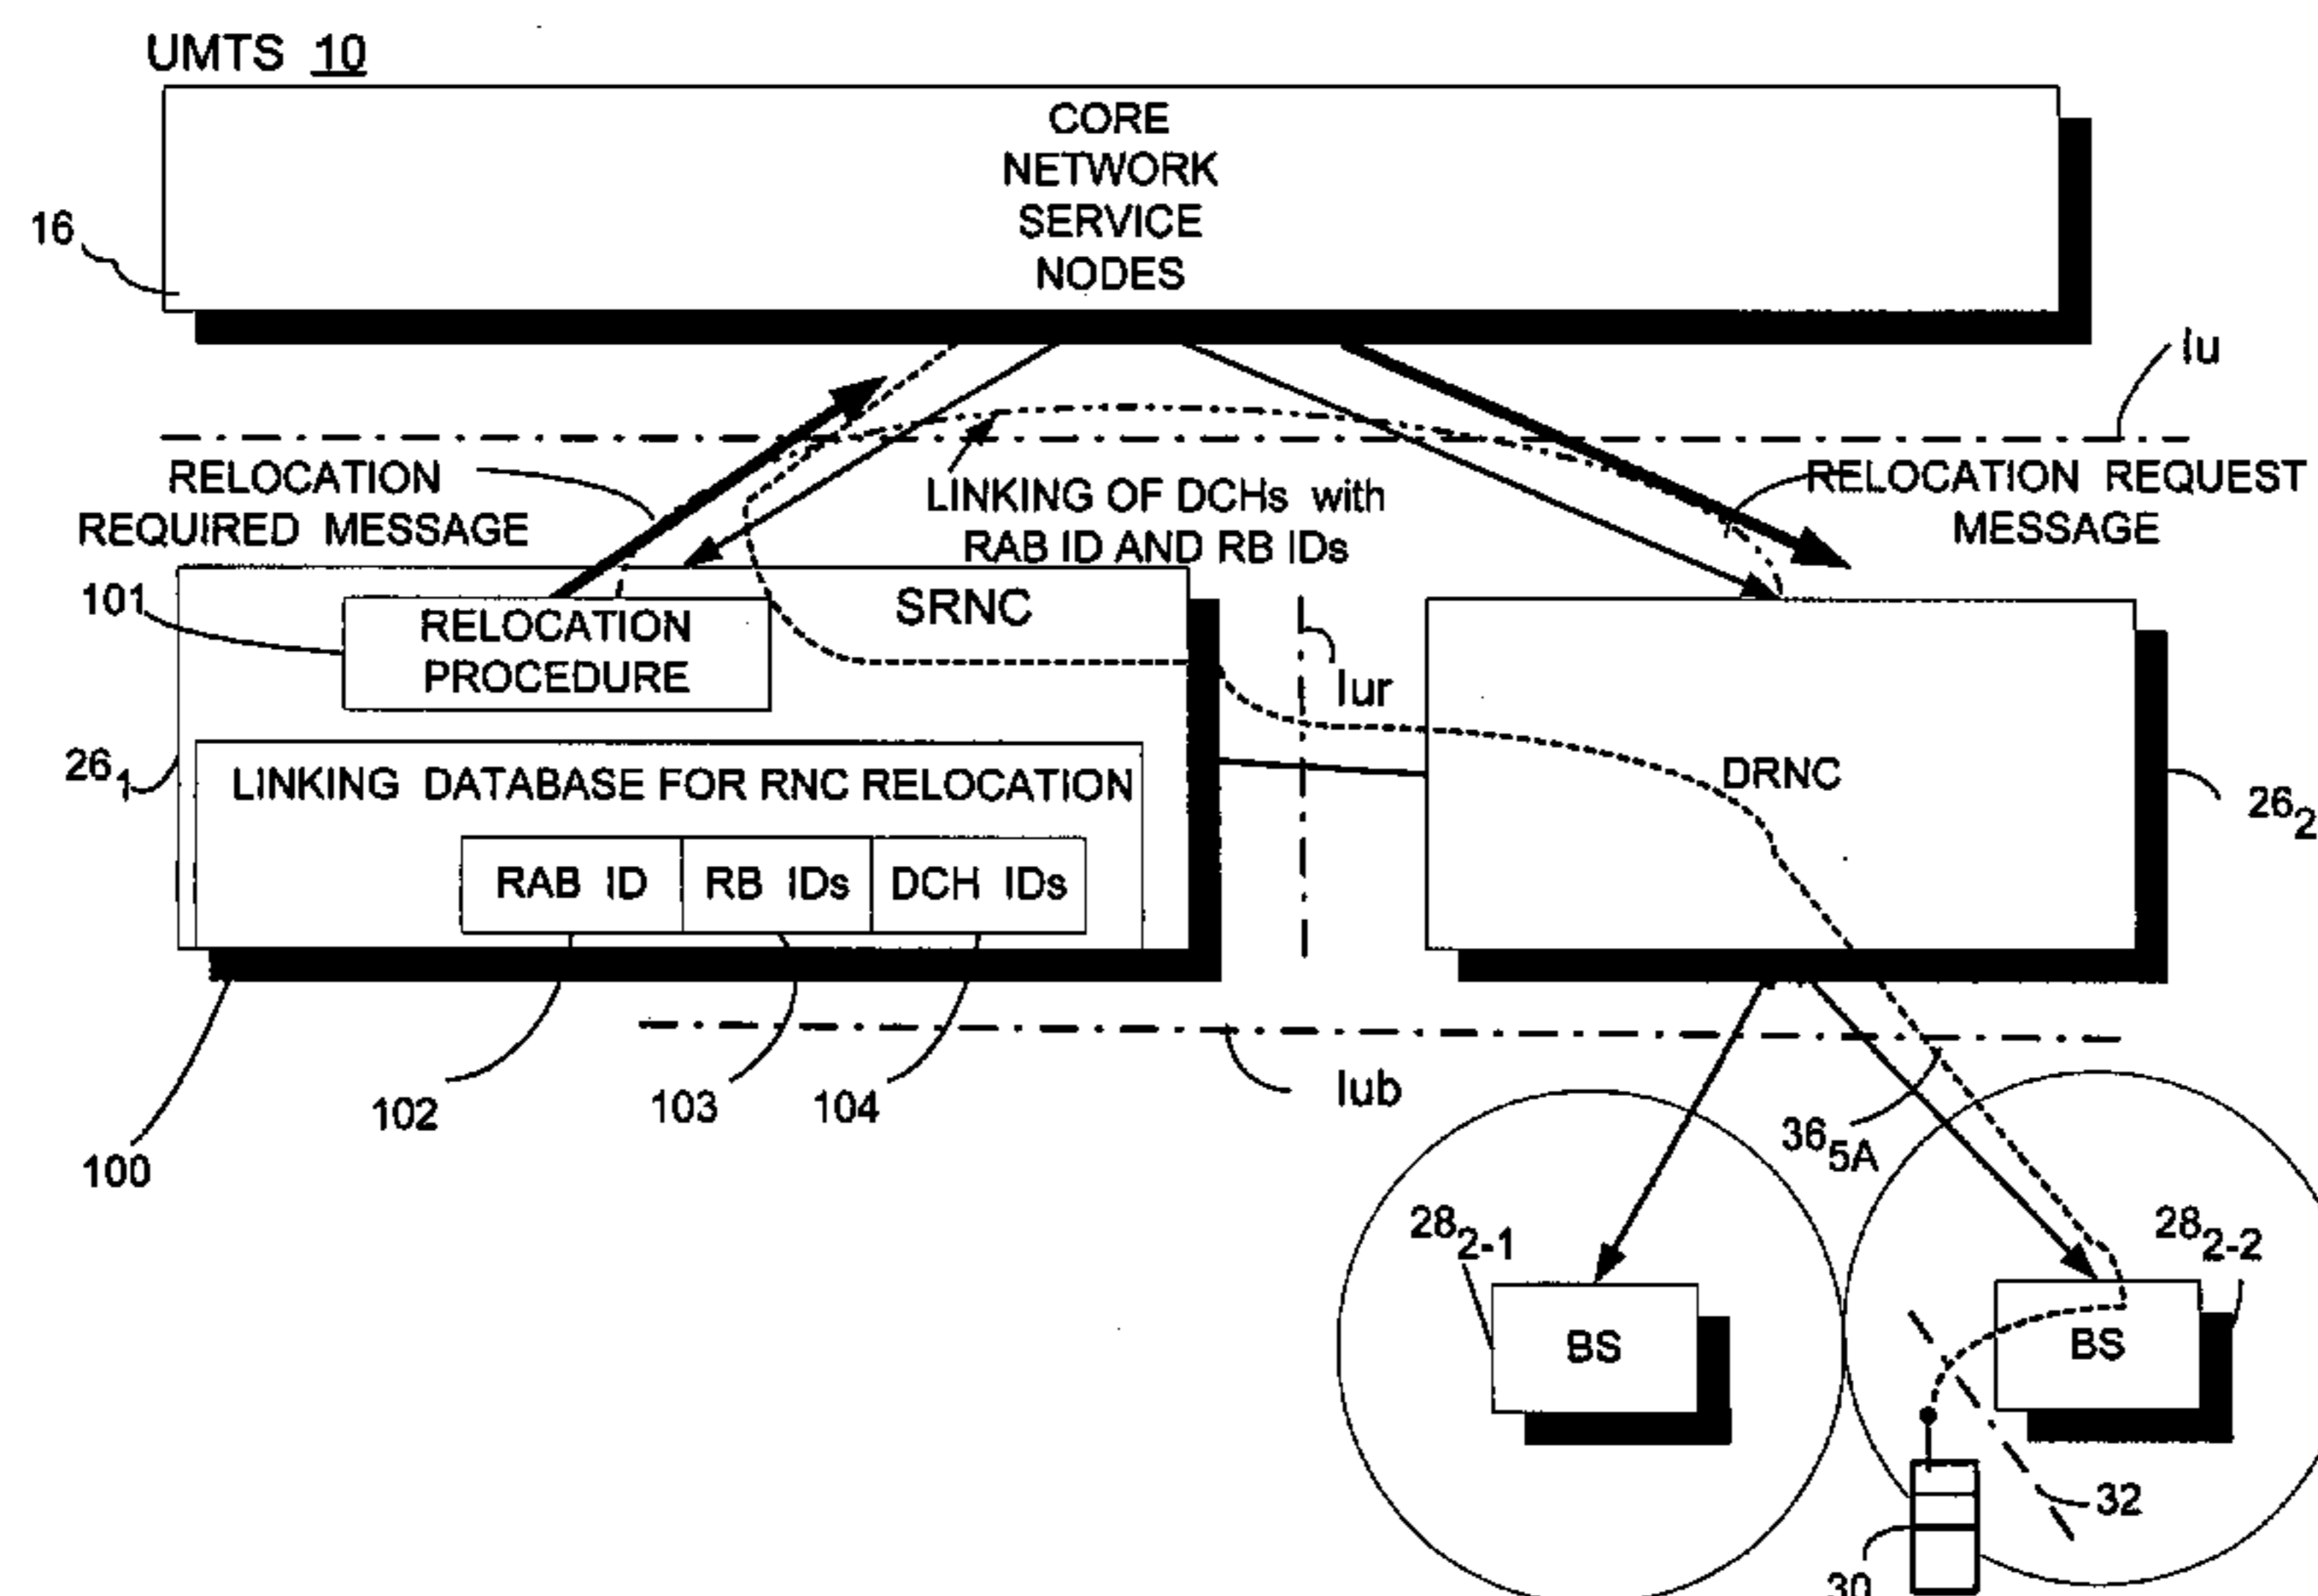 UMTS 10
CORE
NETWORK
SERVICE
NODES
16
Iu
RELOCATION
REQUIRED MESSAGE
LINKING OF DCHs with
RAB ID AND RB IDs
RELOCATION REQUEST
MESSAGE
101
RELOCATION
PROCEDURE
SRNC
Iur
26 1
LINKING DATABASE FOR RNC RELOCATION
DRNC
26 2
RAB ID RB IDs DCH IDs
102
103
104
Iub
100
36 5A
28 2-1
28 2-2
BS
BS
32
30